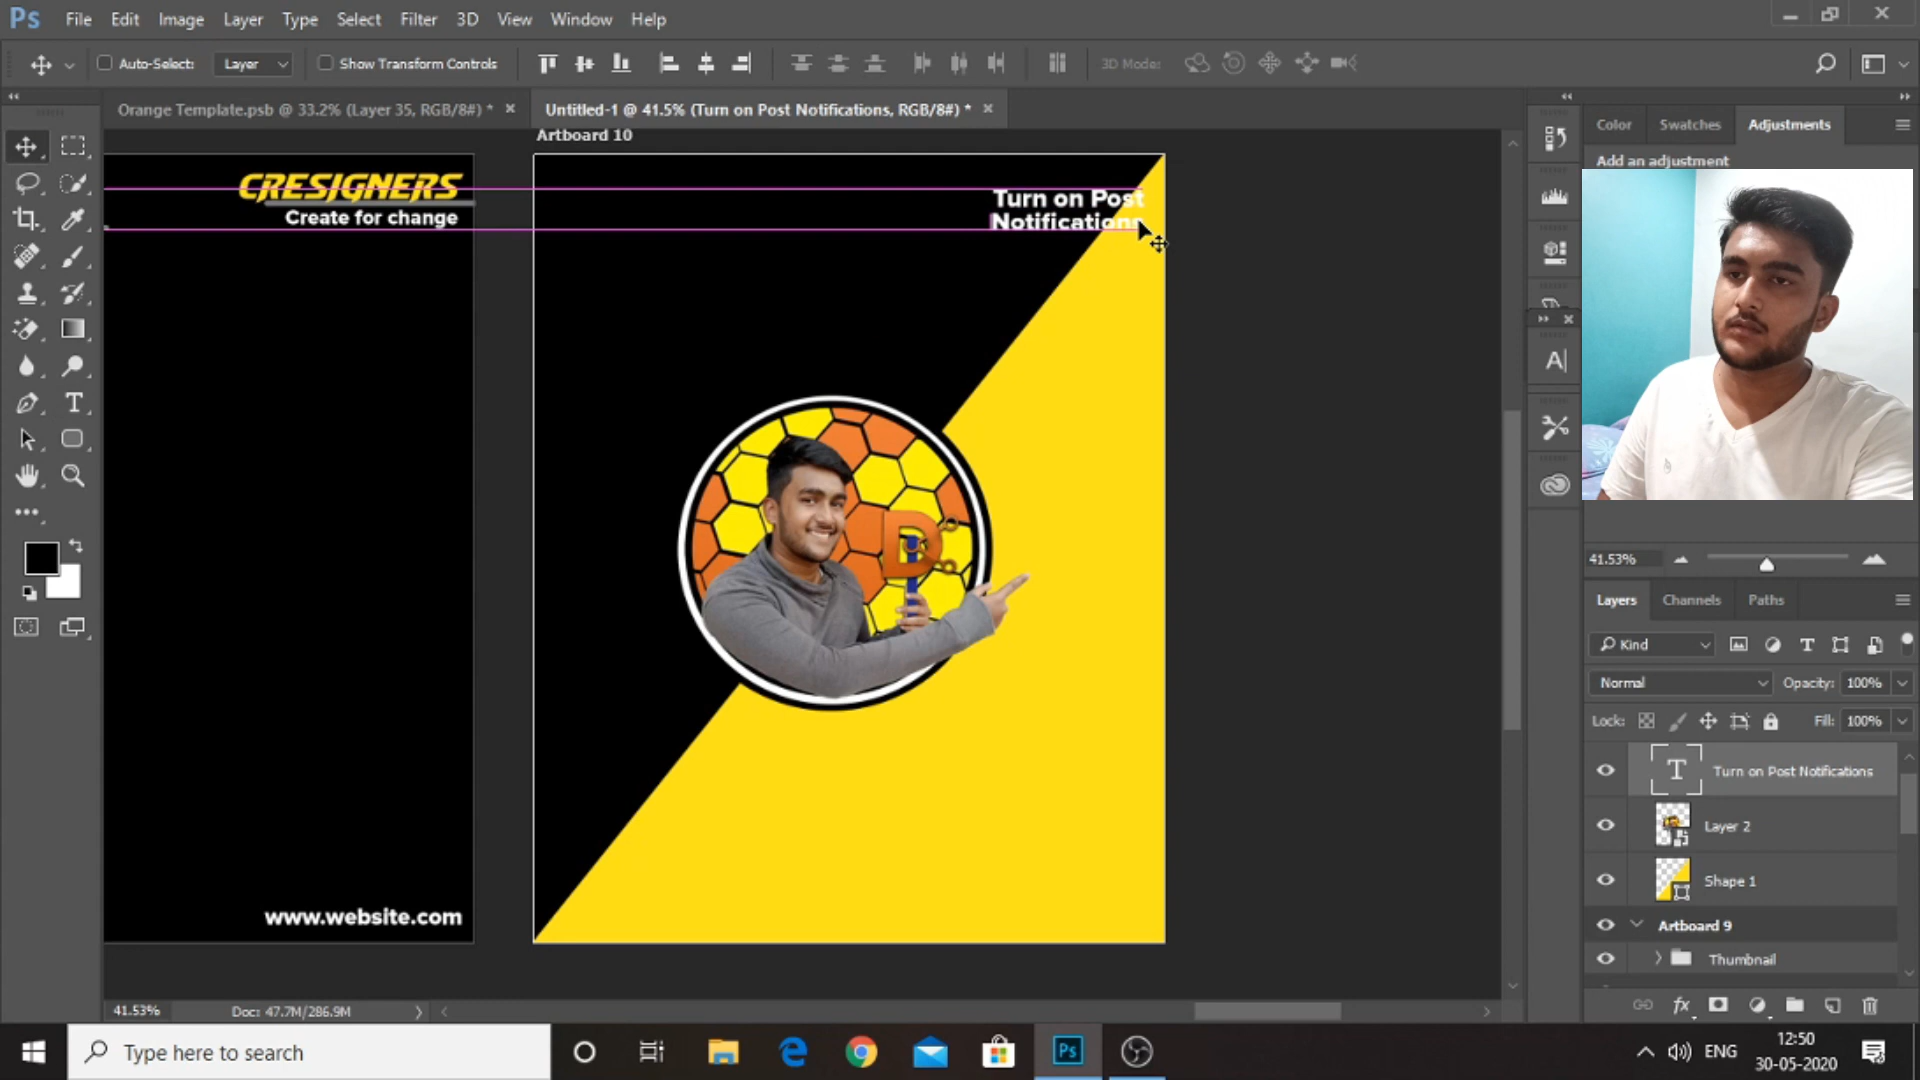 Ps File Edit Image Layer Type Select Filter 3D View Window Help
Auto-Select: Layer Show Transform Controls 3D Mode:
Orange Template.psb @ 33.2% (Layer 35, RGB/8#) * Untitled-1 @ 41.5% (Turn on Post Notifications, RGB/8#) *
Color Swatches Adjustments
Artboard 10
Add an adjustment
CRESIGNERS
Create for change
Turn on Post
Notifications
www.website.com
41.53%
Layers Channels Paths
Kind
Normal Opacity: 100%
Lock: Fill: 100%
Turn on Post Notifications
Layer 2
Shape 1
Artboard 9
Thumbnail
41.53% Doc: 47.7M/286.9M
Type here to search
Ps
ENG
12:50
30-05-2020